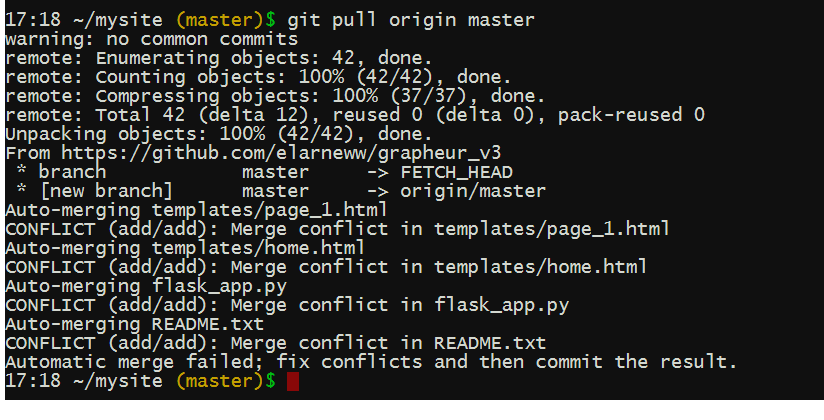 17:18 ~/mysite (master)$ git pull origin master
warning: no common commits
remote: Enumerating objects: 42, done.
remote: Counting objects: 100% (42/42), done.
remote: Compressing objects: 100% (37/37), done.
remote: Total 42 (delta 12), reused 0 (delta 0), pack-reused 0
Unpacking objects: 100% (42/42), done.
From https://github.com/elarneww/grapheur_v3
 * branch            master     -> FETCH_HEAD
 * [new branch]      master     -> origin/master
Auto-merging templates/page_1.html
CONFLICT (add/add): Merge conflict in templates/page_1.html
Auto-merging templates/home.html
CONFLICT (add/add): Merge conflict in templates/home.html
Auto-merging flask_app.py
CONFLICT (add/add): Merge conflict in flask_app.py
Auto-merging README.txt
CONFLICT (add/add): Merge conflict in README.txt
Automatic merge failed; fix conflicts and then commit the result.
17:18 ~/mysite (master)$